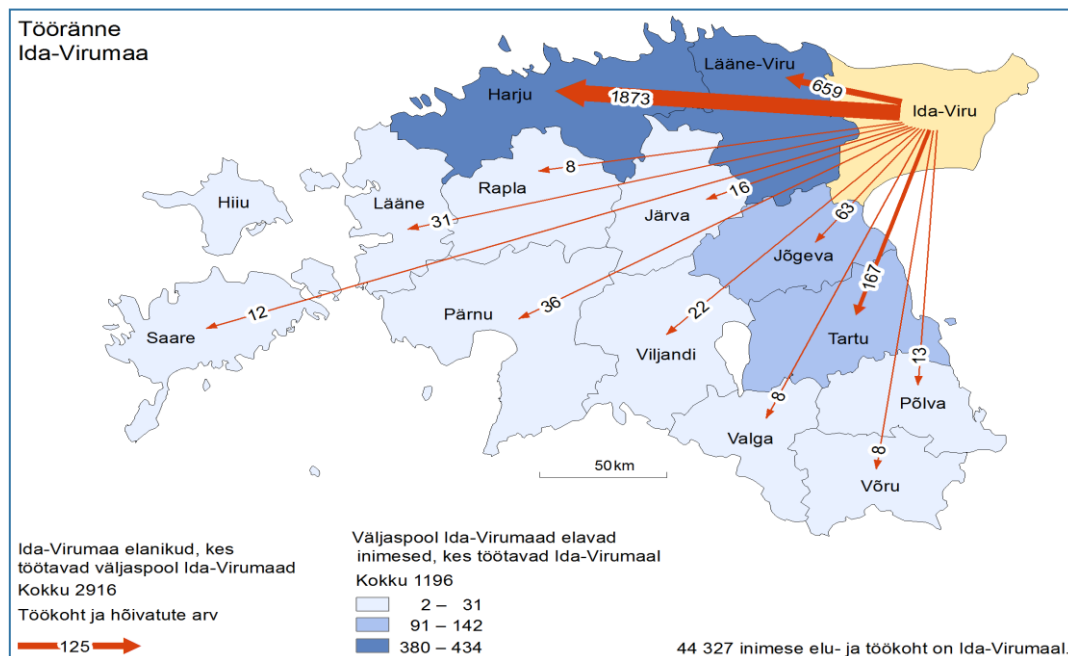 Tööränne
Ida-Virumaa
Lääne-Viru
659
Ida-Viru
Harju
1873
8
Rapla
16
Hiiu
Lääne
31
Järva
63
Jõgeva
167
12
Saare
36
Pärnu
22
Viljandi
Tartu
13
8
Põlva
Valga
8
Võru
50 km
Ida-Virumaa elanikud, kes
töötavad väljaspool Ida-Virumaad
Kokku 2916
Töökoht ja hõivatute arv
125
Väljaspool Ida-Virumaad elavad
inimesed, kes töötavad Ida-Virumaal
Kokku 1196
2 – 31
91 – 142
380 – 434
44 327 inimese elu- ja töökoht on Ida-Virumaal.